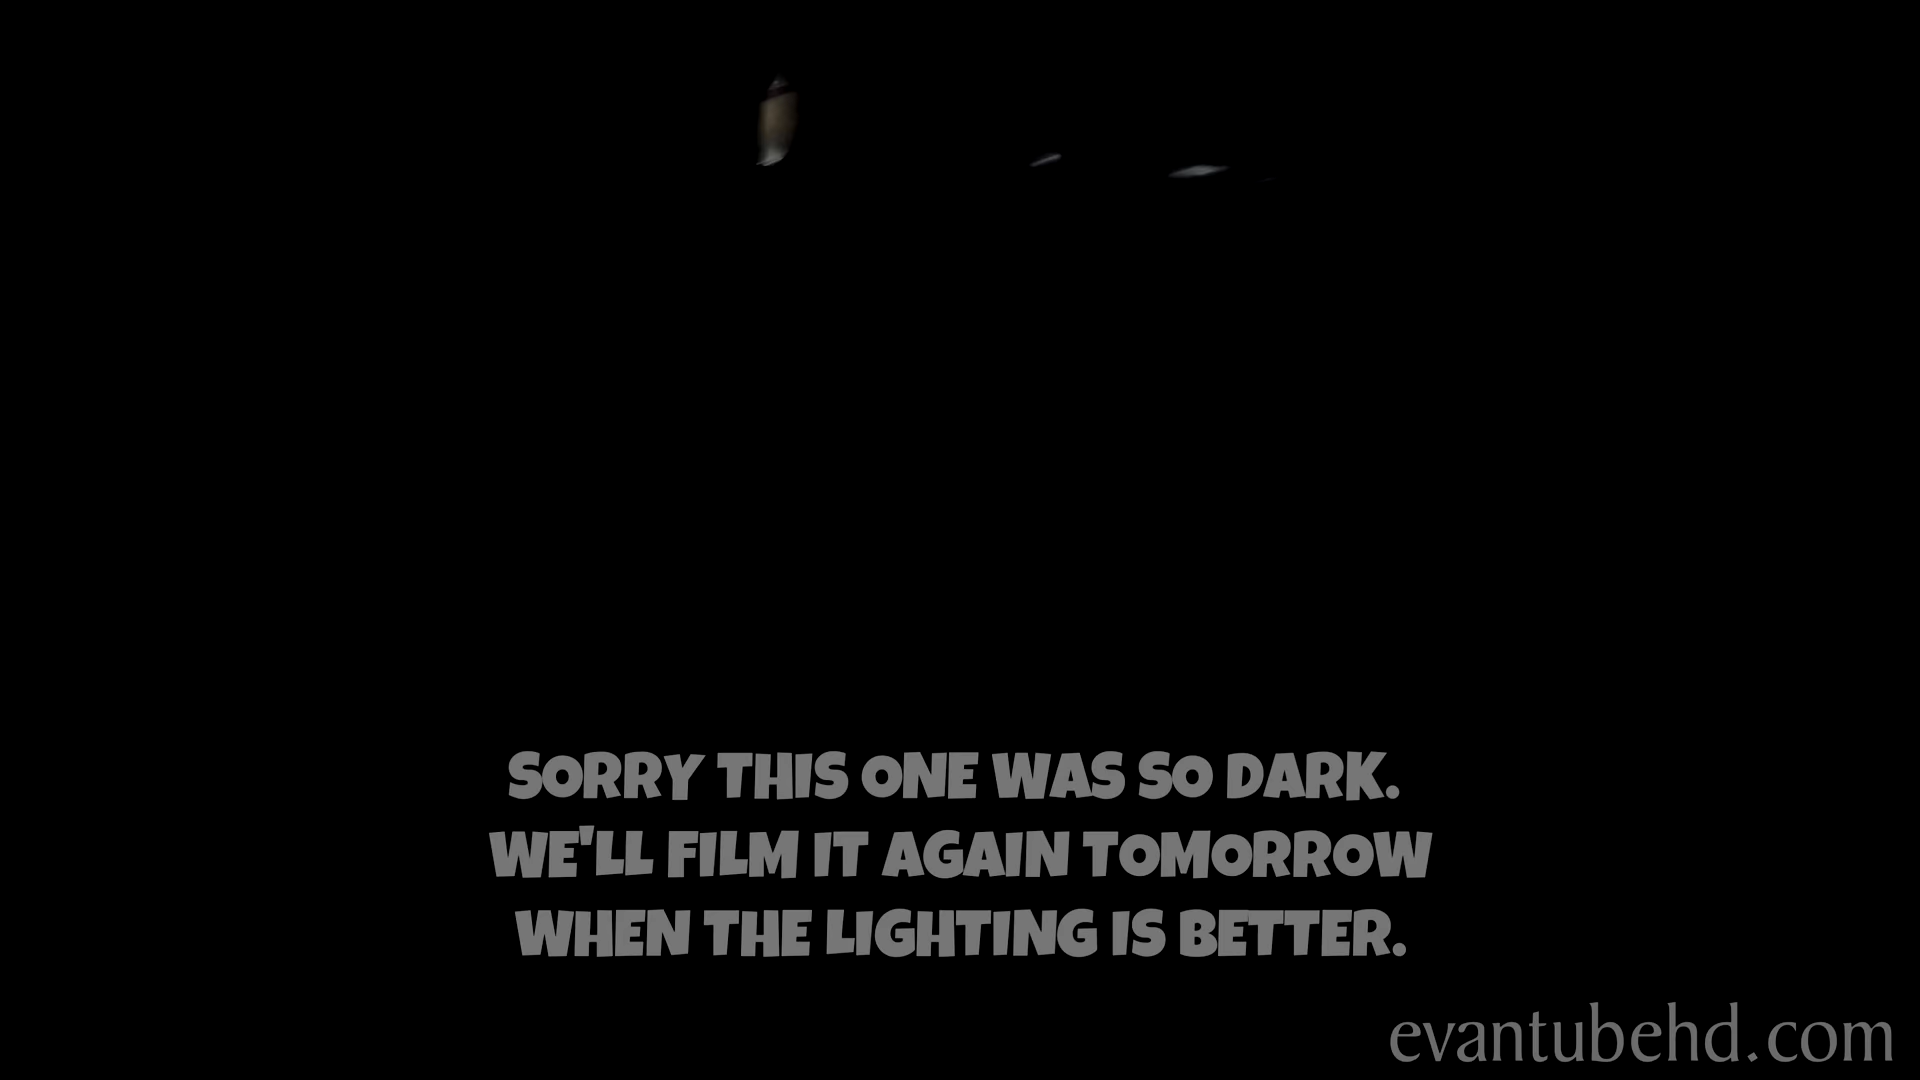 SORRY THIS ONE WAS SO DARK.
WE'LL FILM IT AGAIN TOMORROW
WHEN THE LIGHTING IS BETTER.
evantubehd.com